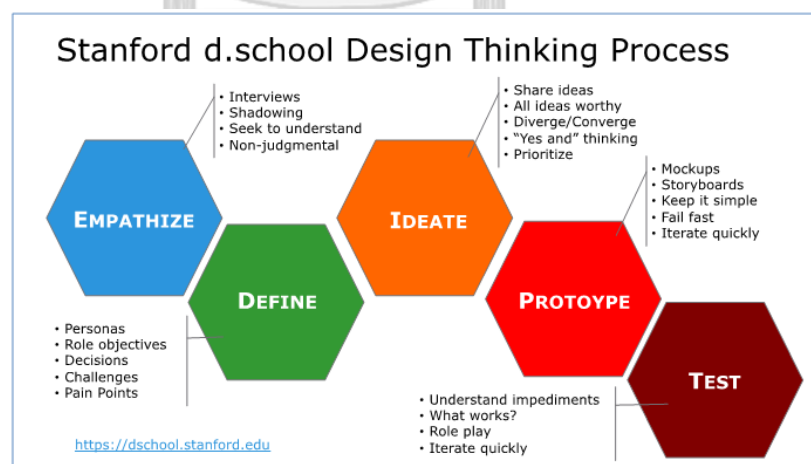 Stanford d.school Design Thinking Process
• Interviews
• Shadowing
• Seek to understand
• Non-judgmental
• Share ideas
• All ideas worthy
• Diverge/Converge
• “Yes and” thinking
• Prioritize
• Mockups
• Storyboards
• Keep it simple
• Fail fast
• Iterate quickly
EMPATHIZE
DEFINE
IDEATE
PROTOYPE
TEST
• Personas
• Role objectives
• Decisions
• Challenges
• Pain Points
• Understand impediments
• What works?
• Role play
• Iterate quickly
https://dschool.stanford.edu